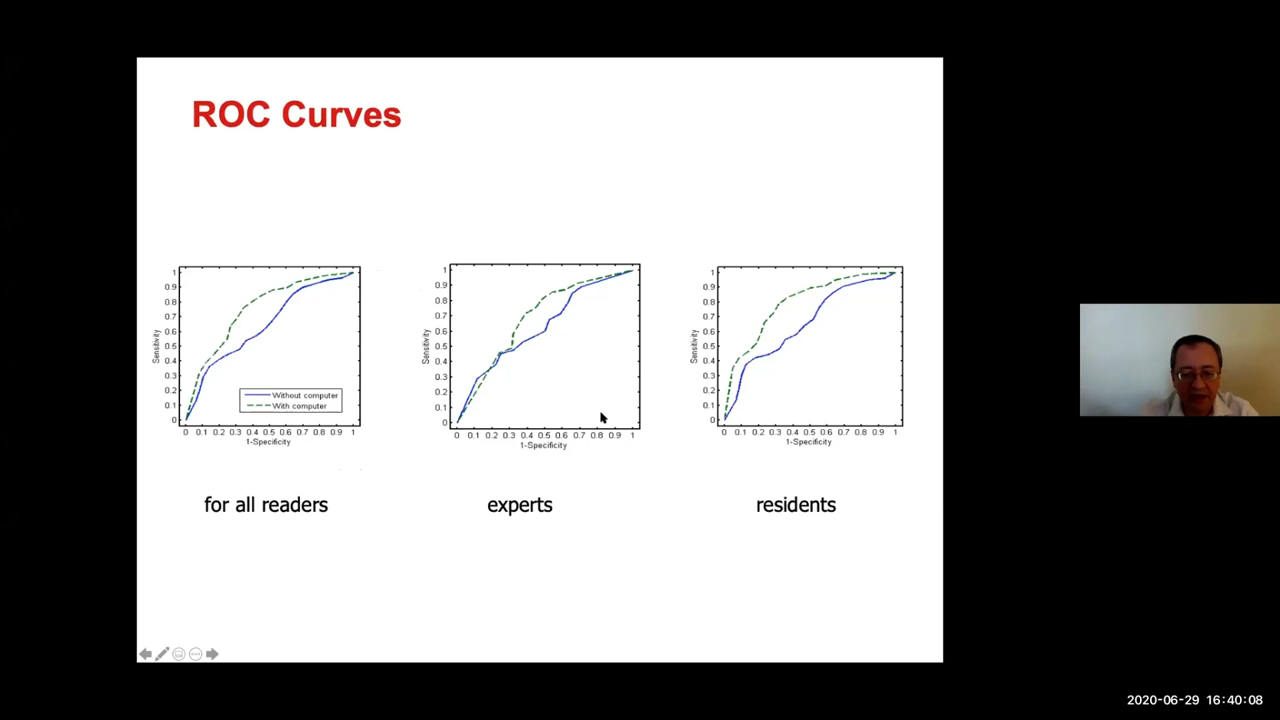 ROC Curves
1
0.9
0.8
0.7
0.6
0.5
0.4
0.3
0.2
0.1
0
Sensitivity
0 0.1 0.2 0.3 0.4 0.5 0.6 0.7 0.8 0.9 1
1-Specificity
Without computer
With computer
for all readers
1
0.9
0.8
0.7
0.6
0.5
0.4
0.3
0.2
0.1
0
Sensitivity
0 0.1 0.2 0.3 0.4 0.5 0.6 0.7 0.8 0.9 1
1-Specificity
experts
1
0.9
0.8
0.7
0.6
0.5
0.4
0.3
0.2
0.1
0
Sensitivity
0 0.1 0.2 0.3 0.4 0.5 0.6 0.7 0.8 0.9 1
1-Specificity
residents
2020-06-29 16:40:08